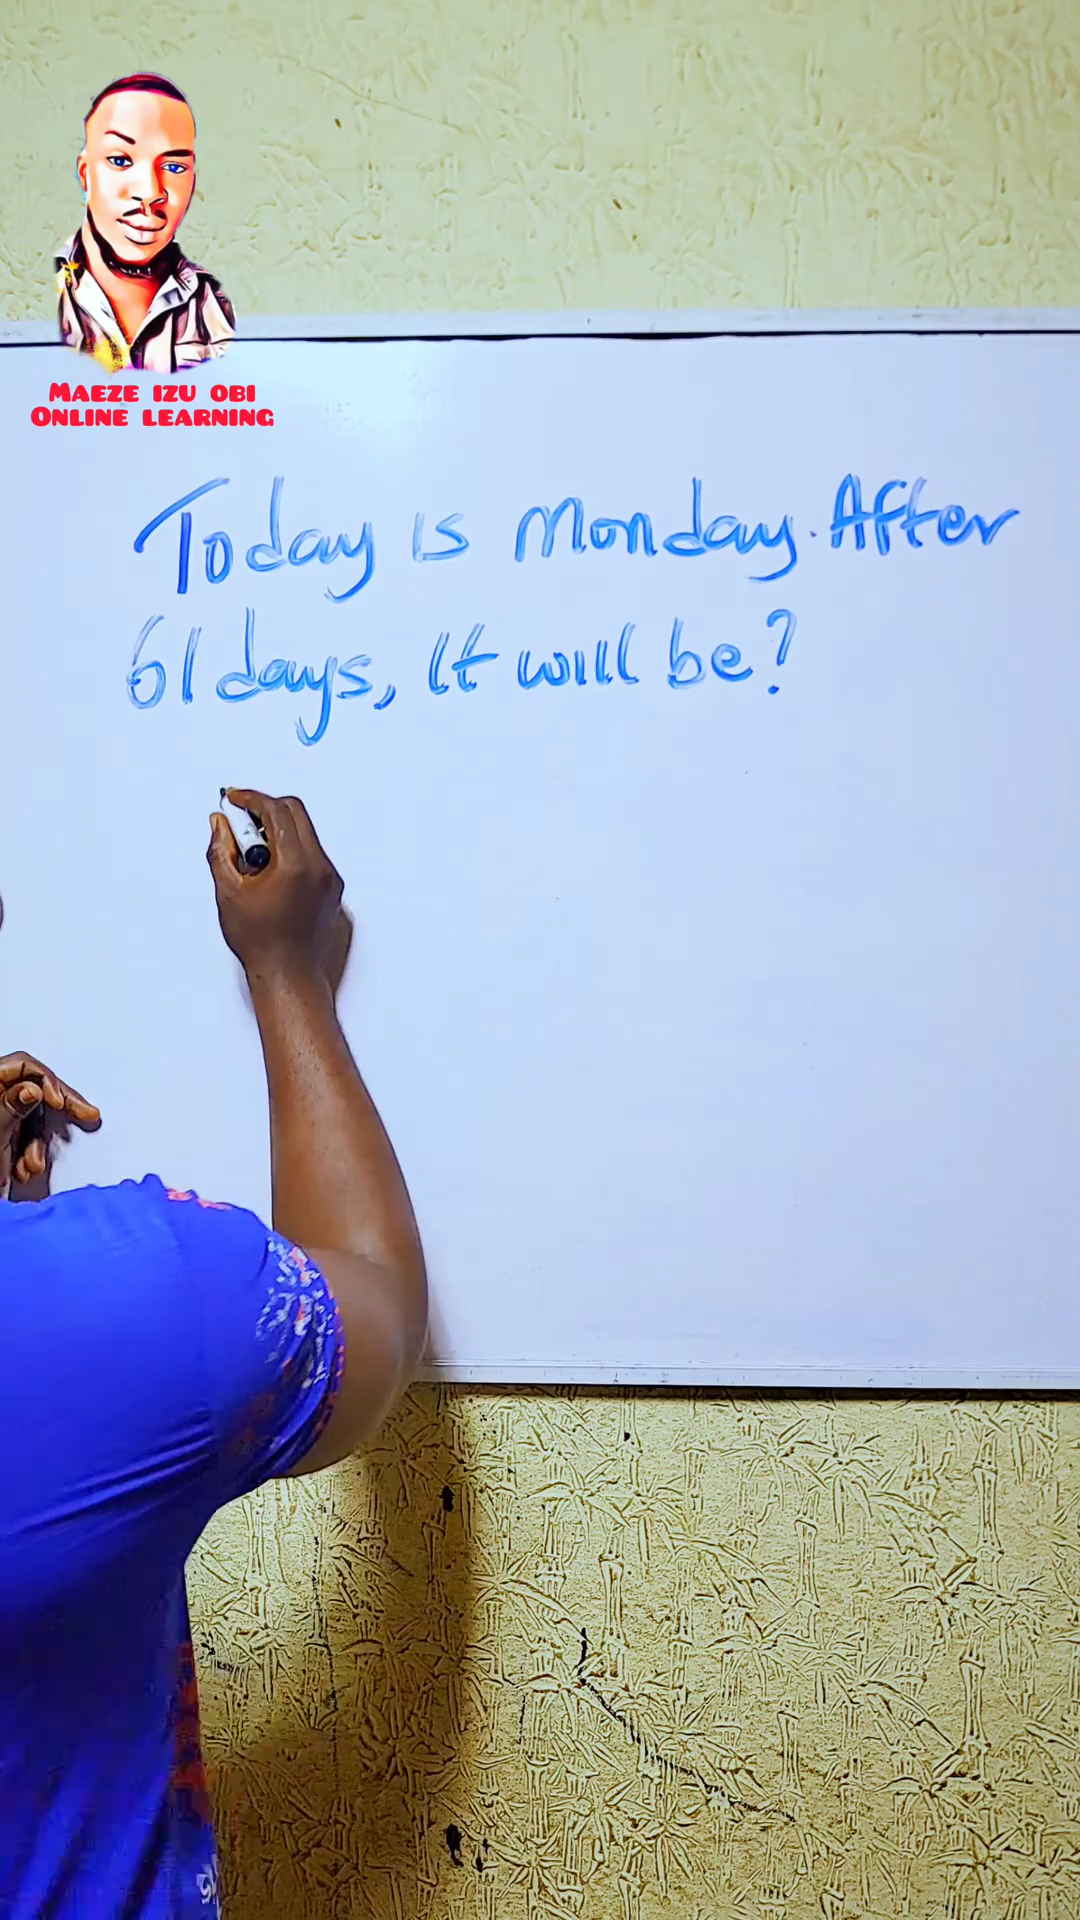 MAEZE IZU OBI
ONLINE LEARNING
Today is Monday. After
61 days, It will be?